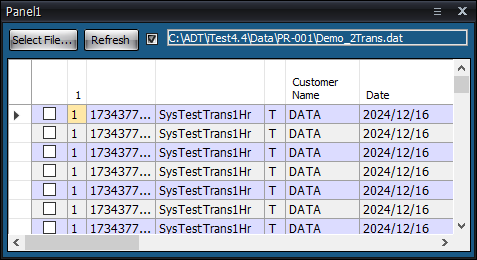 Panel1
Select File... Refresh C:\ADT\iTest4.4\Data\PR-001\Demo_2Trans.dat
1 Customer Name Date
1 1734377... SysTestTrans1Hr T DATA 2024/12/16
1 1734377... SysTestTrans1Hr T DATA 2024/12/16
1 1734377... SysTestTrans1Hr T DATA 2024/12/16
1 1734377... SysTestTrans1Hr T DATA 2024/12/16
1 1734377... SysTestTrans1Hr T DATA 2024/12/16
1 1734377... SysTestTrans1Hr T DATA 2024/12/16
1 1734377... SysTestTrans1Hr T DATA 2024/12/16